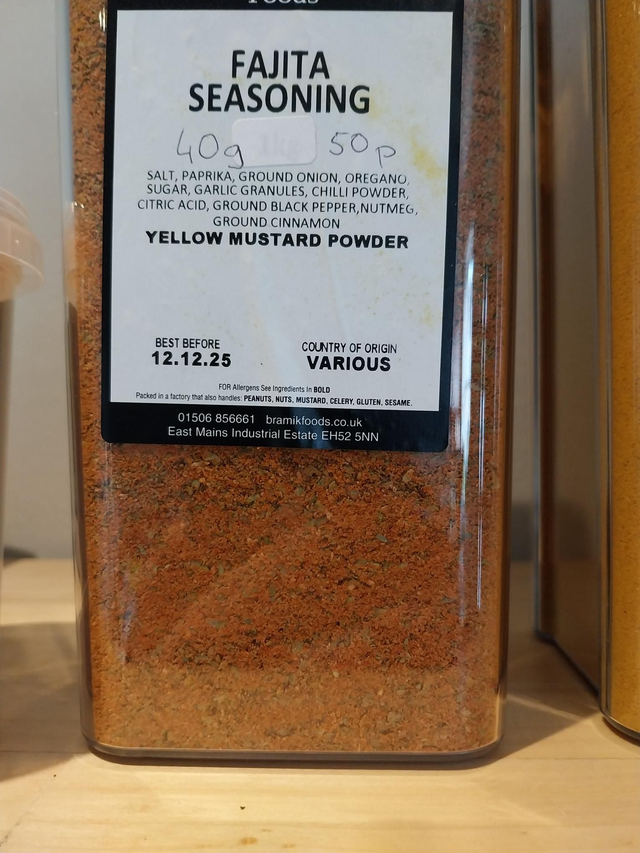 Foods
FAJITA
SEASONING
40g 1kg 50p
SALT, PAPRIKA, GROUND ONION, OREGANO,
SUGAR, GARLIC GRANULES, CHILLI POWDER,
CITRIC ACID, GROUND BLACK PEPPER,NUTMEG,
GROUND CINNAMON
YELLOW MUSTARD POWDER
BEST BEFORE
12.12.25
COUNTRY OF ORIGIN
VARIOUS
FOR Allergens See Ingredients In BOLD
Packed in a factory that also handles: PEANUTS, NUTS, MUSTARD, CELERY, GLUTEN, SESAME.
01506 856661 bramikfoods.co.uk
East Mains Industrial Estate EH52 5NN